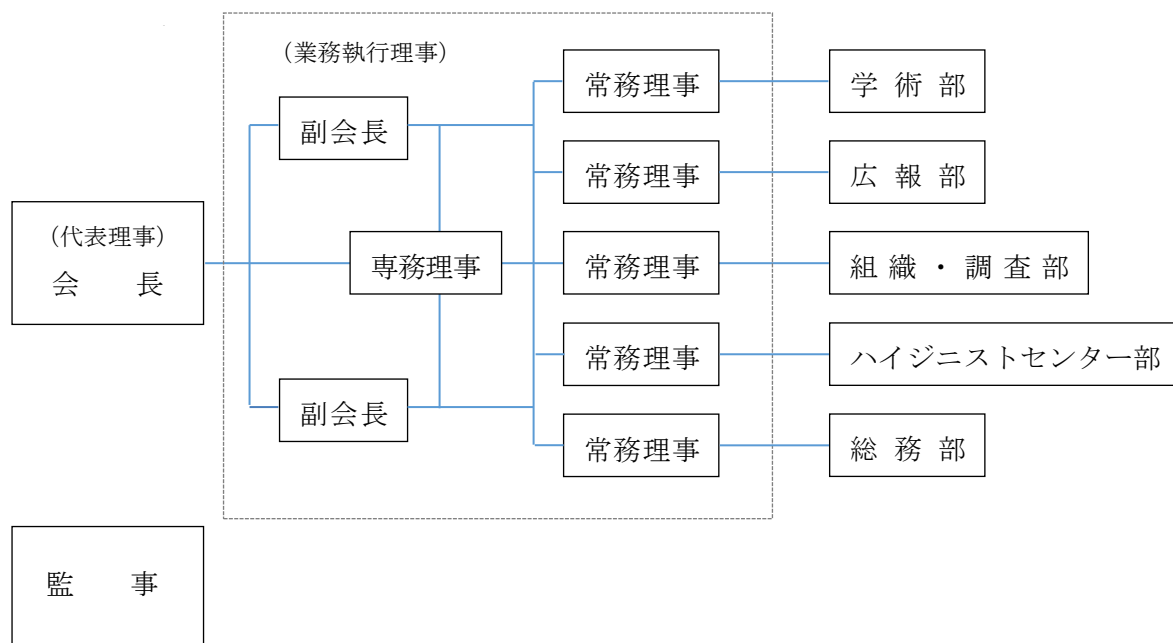 （業務執行理事）
常務理事
学術部
副会長
常務理事
広報部
（代表理事）
会　長
専務理事
常務理事
組織・調査部
常務理事
ハイジニストセンター部
副会長
常務理事
総務部
監　事